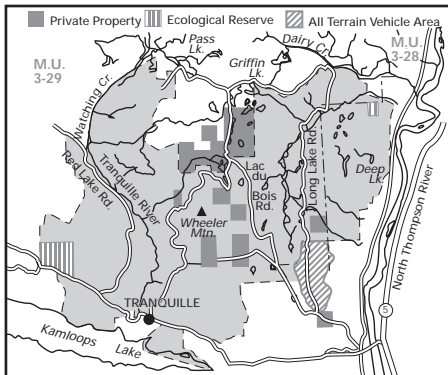 Private Property
Ecological Reserve
All Terrain Vehicle Area
M.U.
3-29
Pass
Lk.
Griffin
Lk.
Dairy Cr.
M.U.
3-28
Watching Cr.
Red Lake Rd.
Tranquille River
Lac
du
Bois
Rd.
Long Lake Rd.
Deep
Lk.
Wheeler
Mtn.
North Thompson River
TRANQUILLE
Kamloops
Lake
5